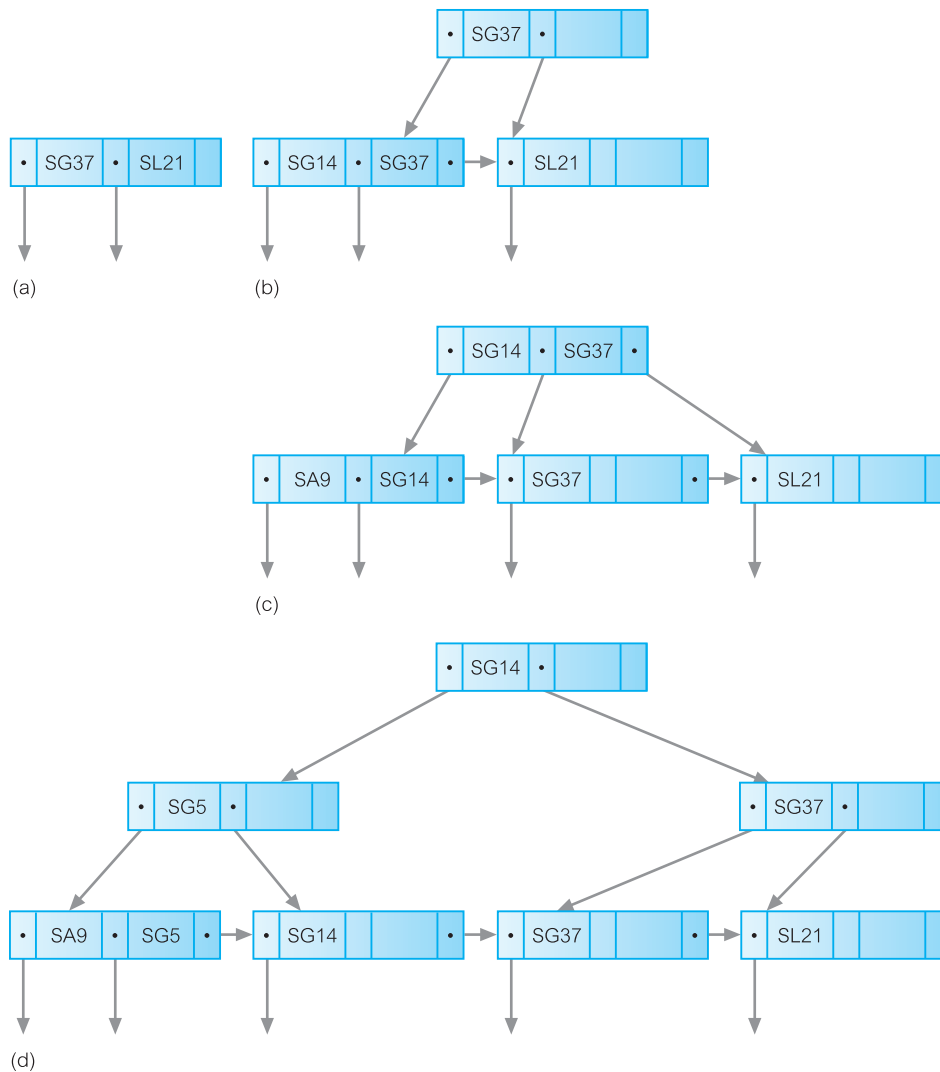 SG37
SG37 SL21
SG14 SG37
SL21
(a)
(b)
SG14 SG37
SA9 SG14
SG37
SL21
(c)
SG14
SG5
SG37
SA9 SG5
SG14
SG37
SL21
(d)